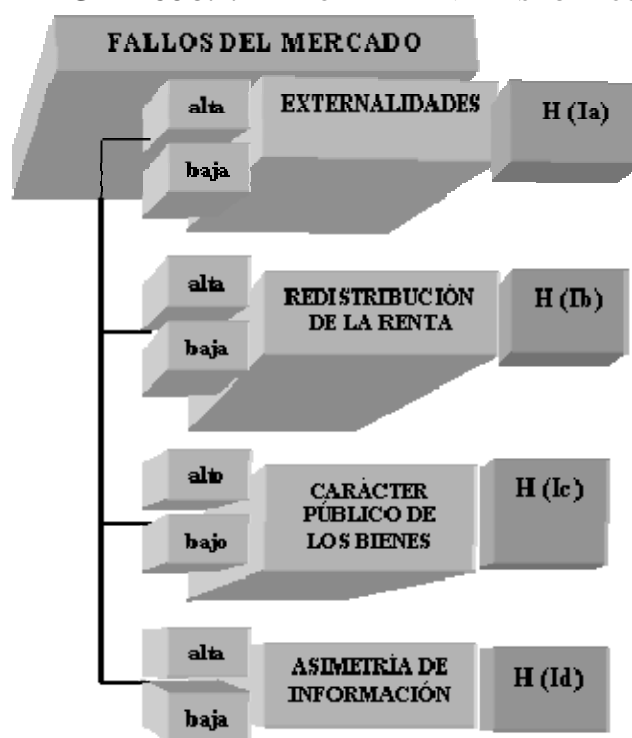 FALLOS DEL MERCADO
alta
EXTERNALIDADES
H (Ia)
baja
alta
REDISTRIBUCIÓN
DE LA RENTA
H (Ib)
baja
alto
CARÁCTER
PÚBLICO DE
LOS BIENES
H (Ic)
bajo
alta
ASIMETRÍA DE
INFORMACIÓN
H (Id)
baja